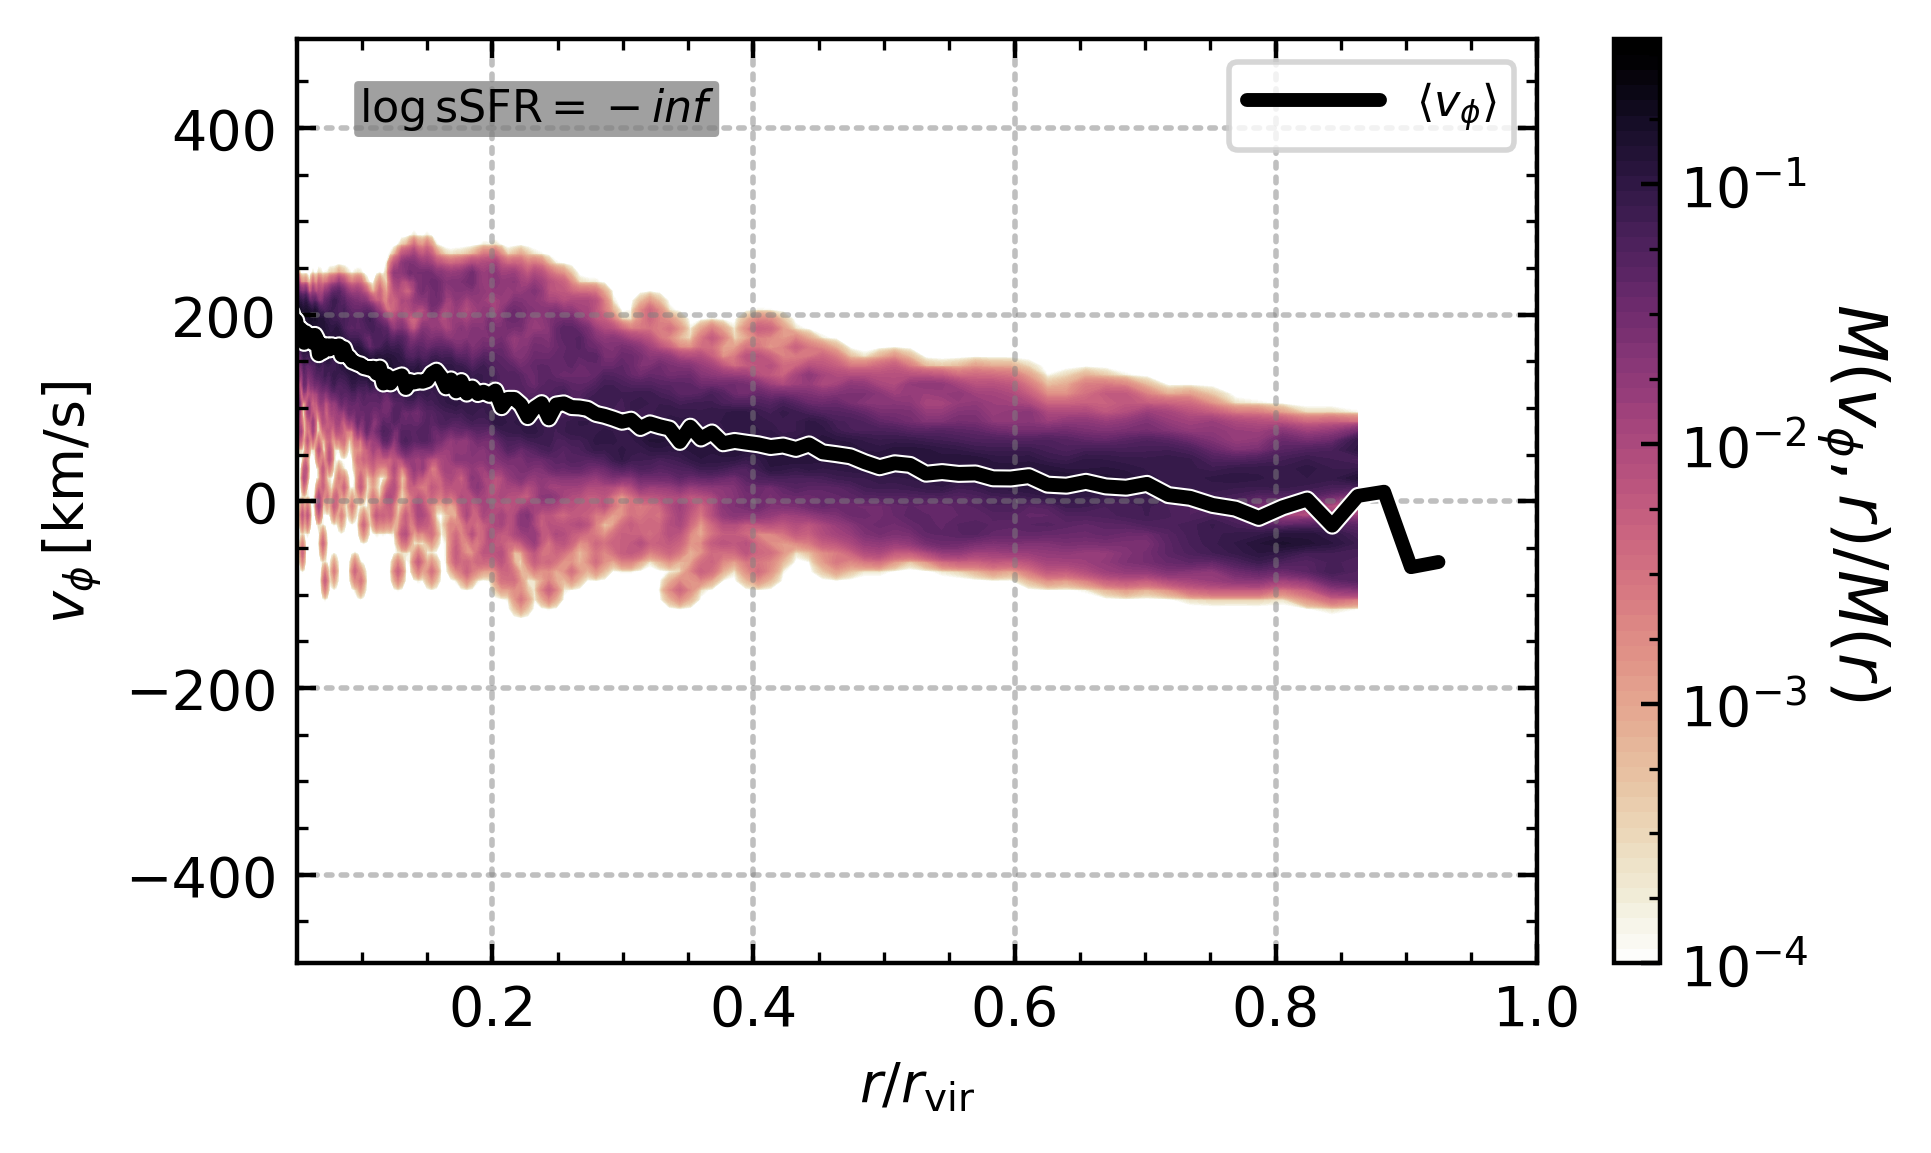 log sSFR = −inf
⟨v_ϕ⟩
400
200
0
−200
−400
v_ϕ [km/s]
0.2 0.4 0.6 0.8 1.0
r/r_vir
10⁻¹
10⁻²
10⁻³
10⁻⁴
M(v_ϕ, r)/M(r)